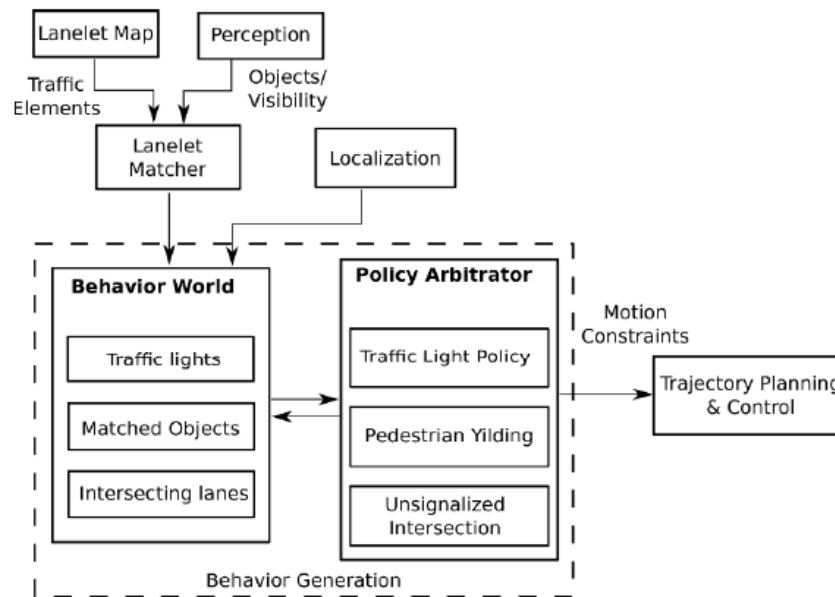 Lanelet Map
Perception
Traffic
Elements
Objects/
Visibility
Lanelet
Matcher
Localization
Behavior World
Traffic lights
Matched Objects
Intersecting lanes
Policy Arbitrator
Traffic Light Policy
Pedestrian Yilding
Unsignalized
Intersection
Motion
Constraints
Trajectory Planning
& Control
Behavior Generation